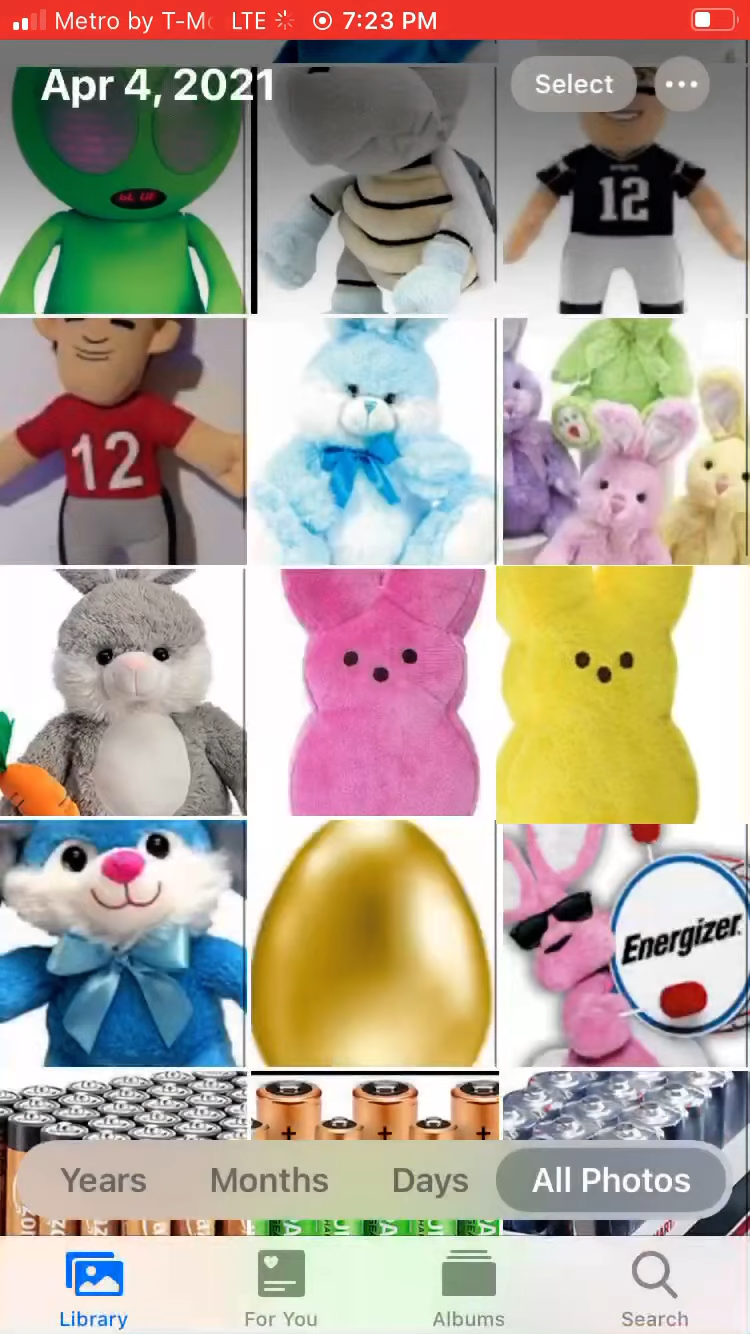 Metro by T-Mo LTE 7:23 PM
Apr 4, 2021
Select
12
12
Energizer
+ +
Years Months Days All Photos
Library For You Albums Search